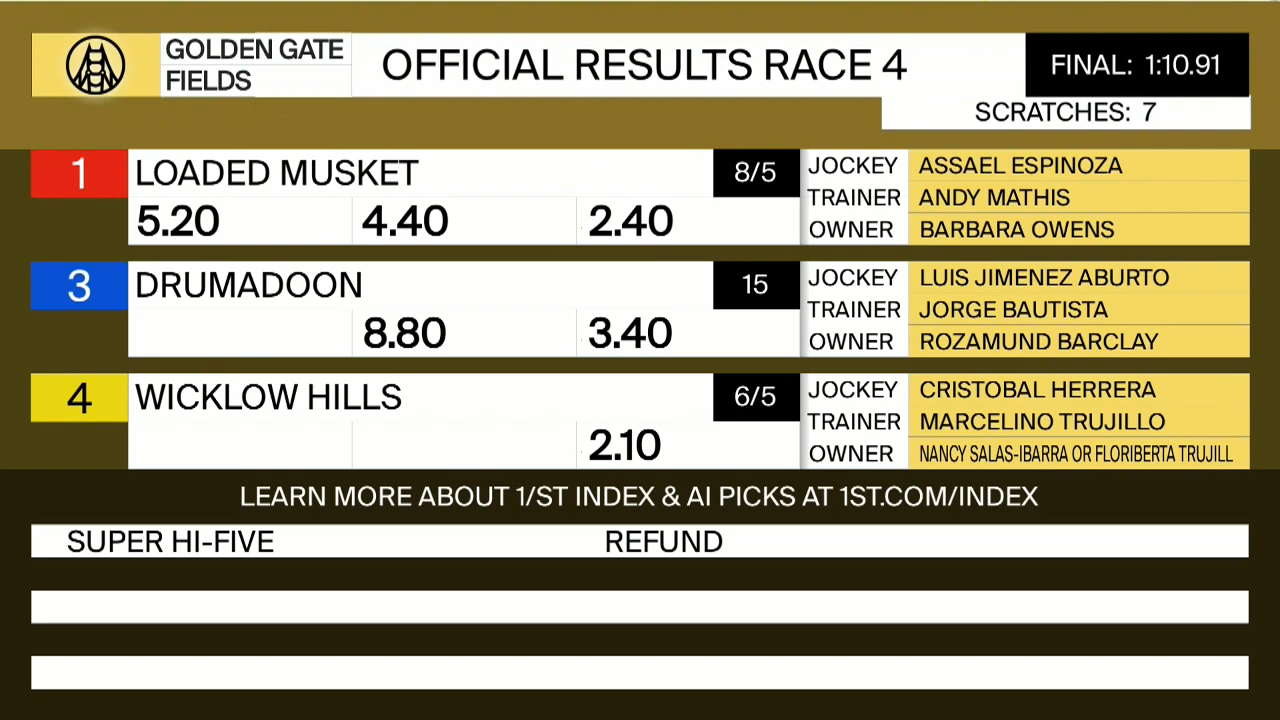 GOLDEN GATE
FIELDS
OFFICIAL RESULTS RACE 4
FINAL: 1:10.91
SCRATCHES: 7
1 LOADED MUSKET 8/5
5.20 4.40 2.40
JOCKEY ASSAEL ESPINOZA
TRAINER ANDY MATHIS
OWNER BARBARA OWENS
3 DRUMADOON 15
8.80 3.40
JOCKEY LUIS JIMENEZ ABURTO
TRAINER JORGE BAUTISTA
OWNER ROZAMUND BARCLAY
4 WICKLOW HILLS 6/5
2.10
JOCKEY CRISTOBAL HERRERA
TRAINER MARCELINO TRUJILLO
OWNER NANCY SALAS-IBARRA OR FLORIBERTA TRUJILL
LEARN MORE ABOUT 1/ST INDEX & AI PICKS AT 1ST.COM/INDEX
SUPER HI-FIVE REFUND